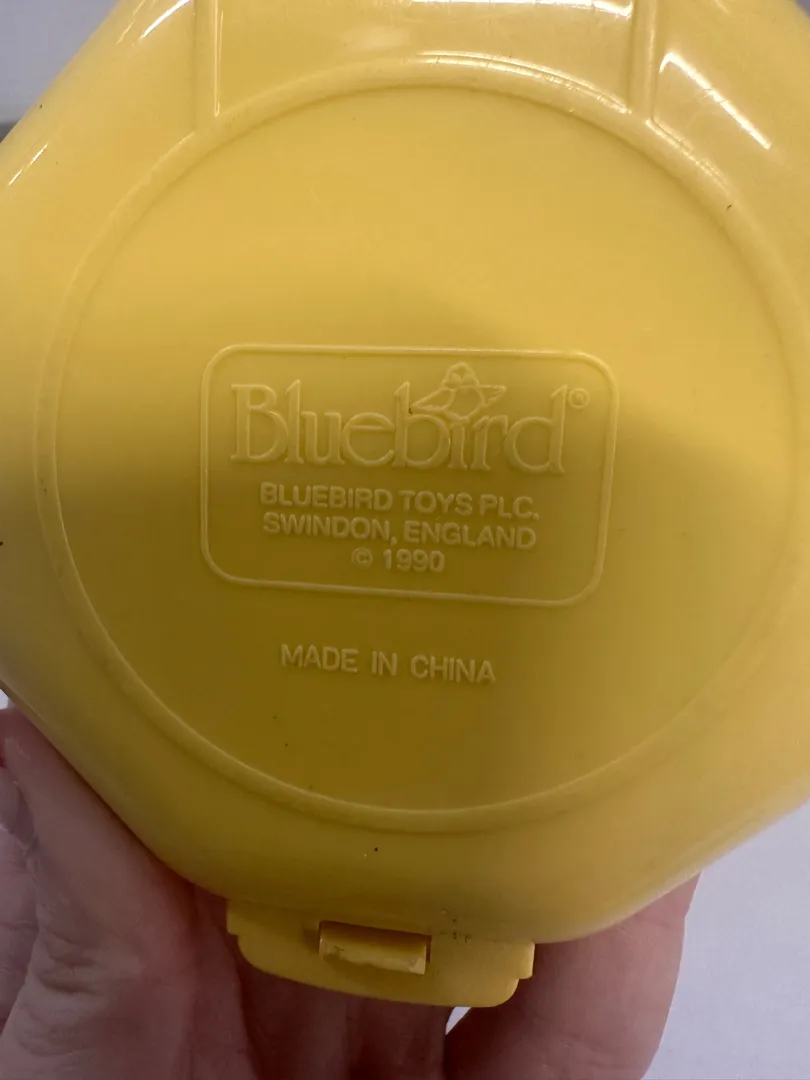 Bluebird®
BLUEBIRD TOYS PLC.
SWINDON, ENGLAND
© 1990
MADE IN CHINA